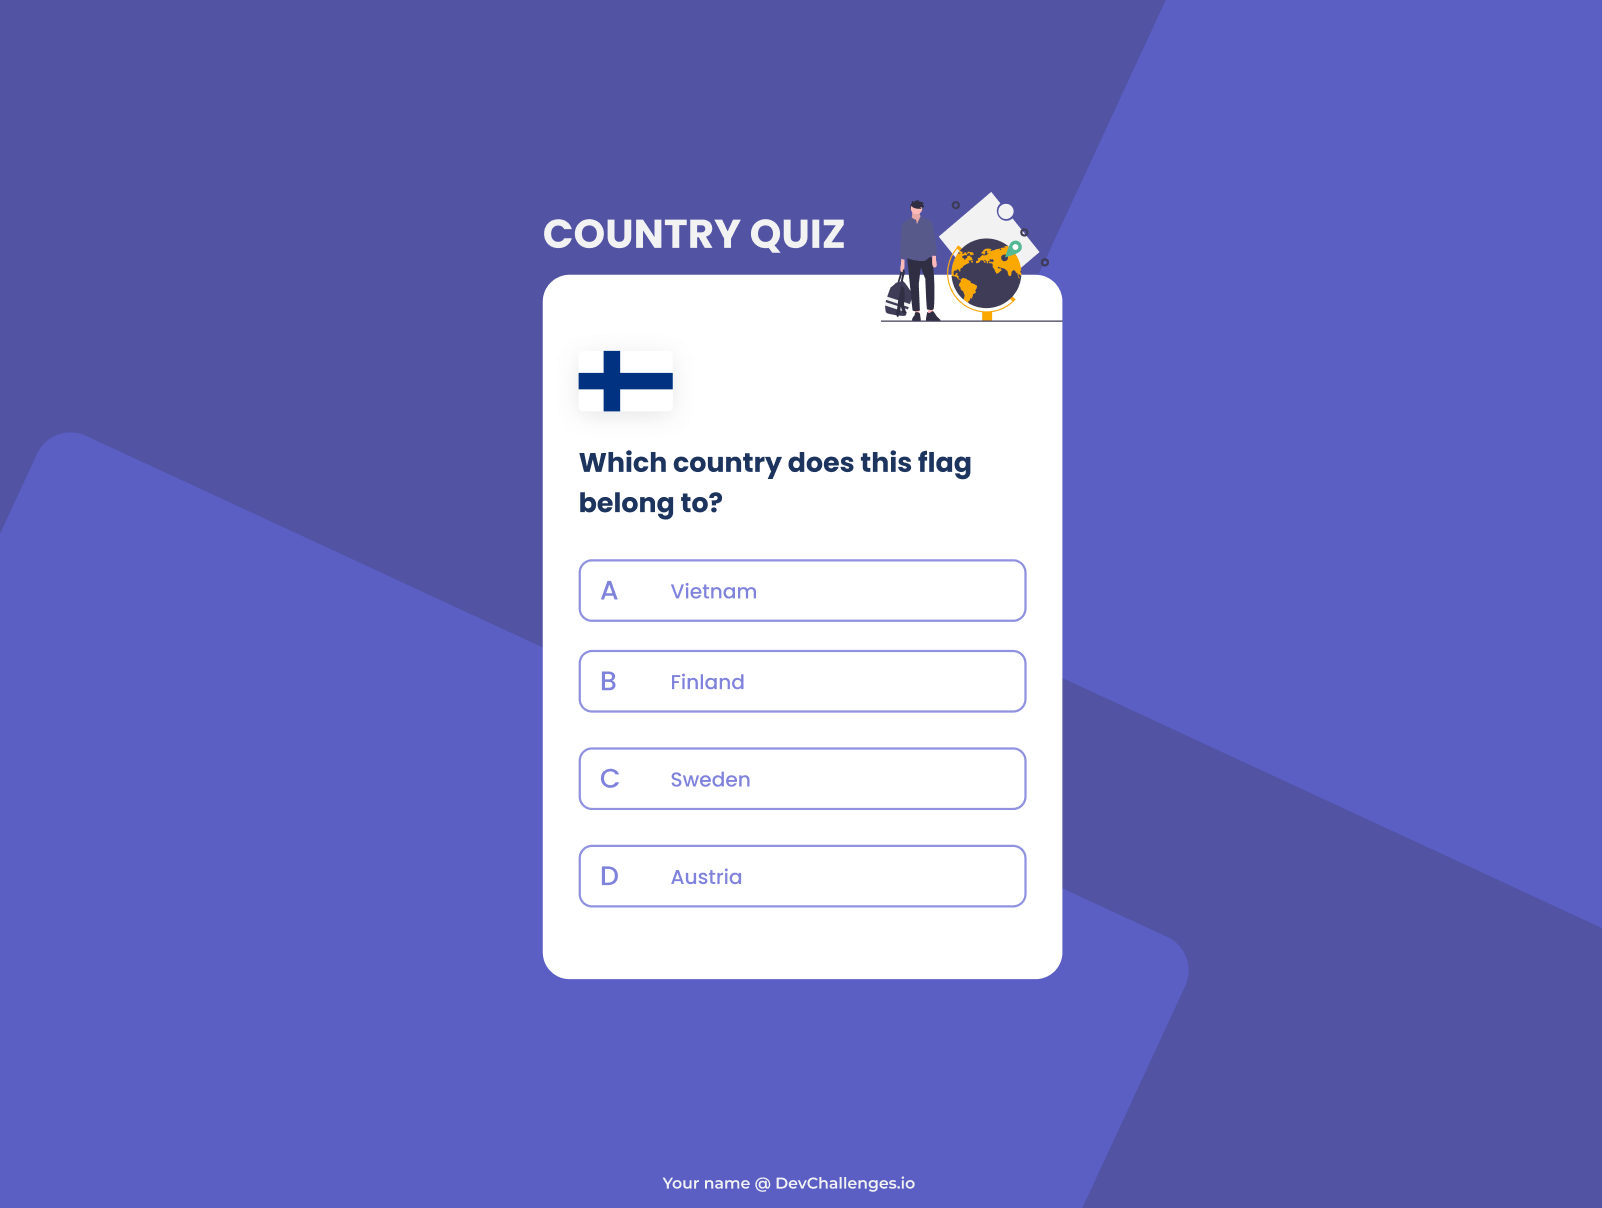 COUNTRY QUIZ
Which country does this flag
belong to?
A Vietnam
B Finland
C Sweden
D Austria
Your name @ DevChallenges.io